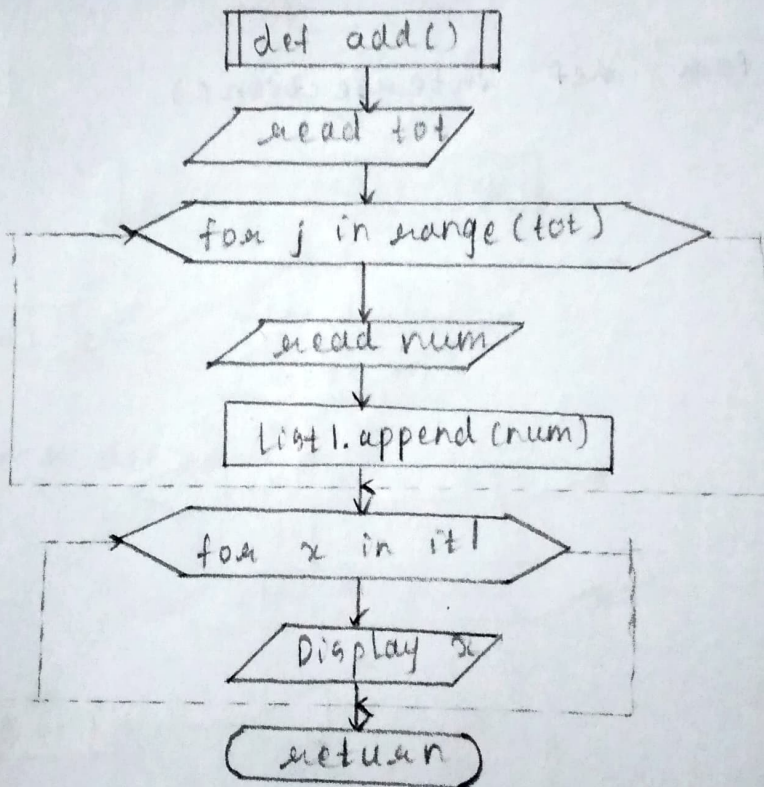 def add()
read tot
for j in range (tot)
read num
list1.append(num)
for x in it1
Display x
return